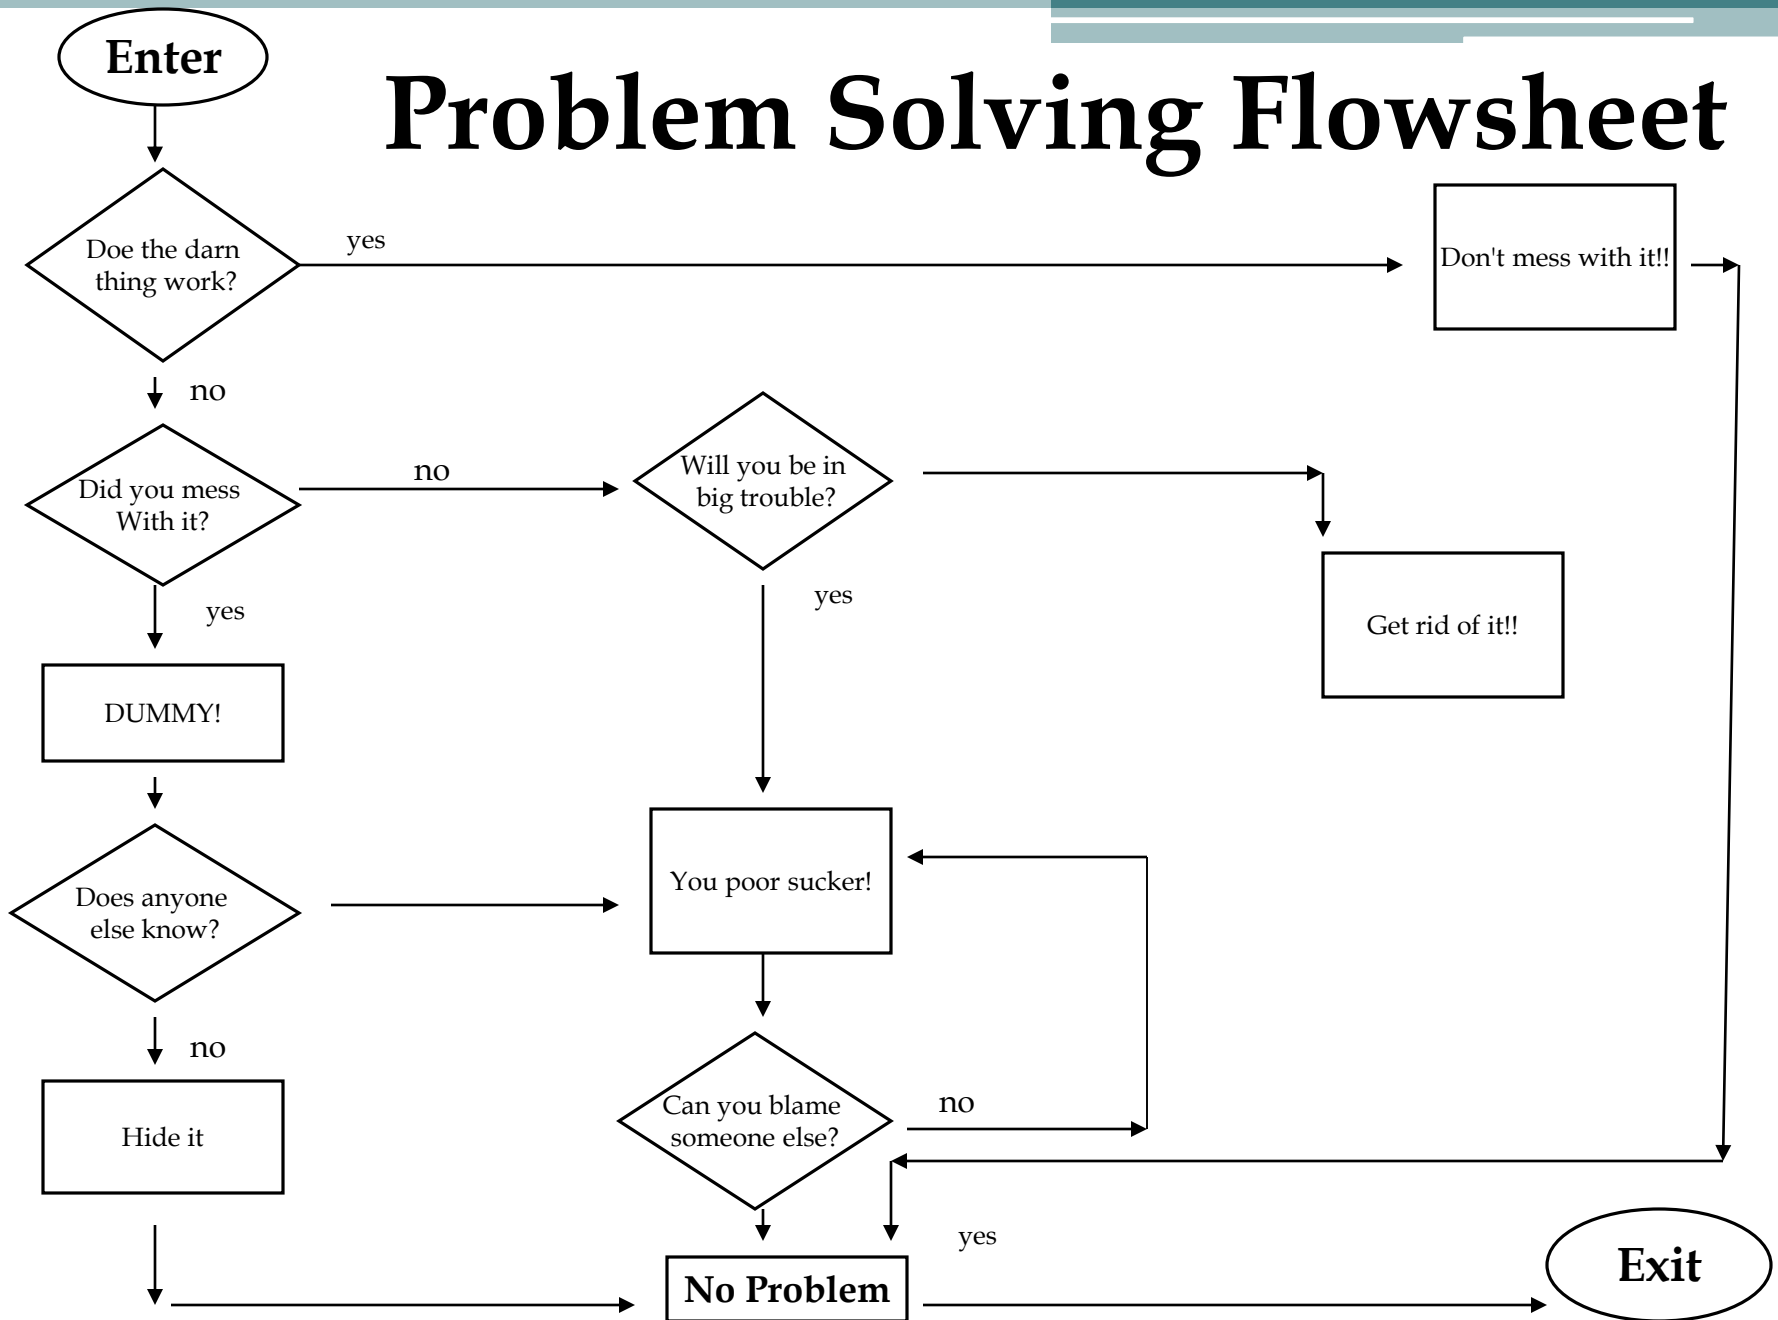 Enter
Problem Solving Flowsheet
Doe the darn
thing work?
yes
Don't mess with it!!
no
Did you mess
With it?
no
Will you be in
big trouble?
yes
yes
Get rid of it!!
DUMMY!
Does anyone
else know?
You poor sucker!
no
Hide it
Can you blame
someone else?
no
yes
No Problem
Exit